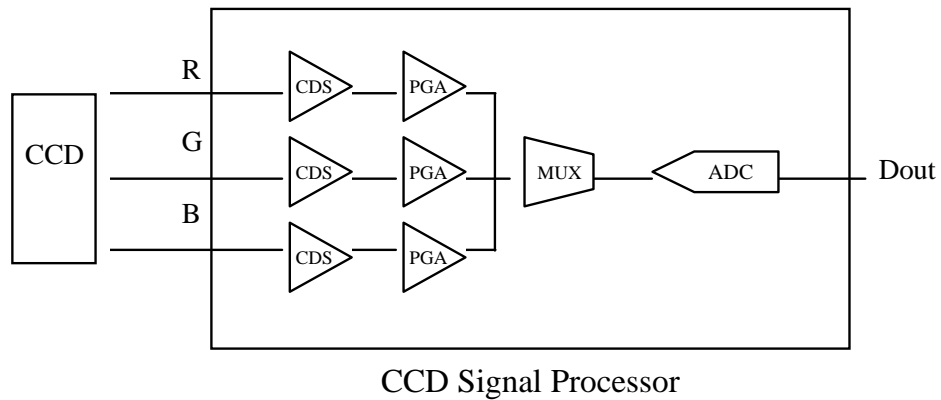 R
CDS
PGA
CCD
G
CDS
PGA
MUX
ADC
Dout
B
CDS
PGA
CCD Signal Processor